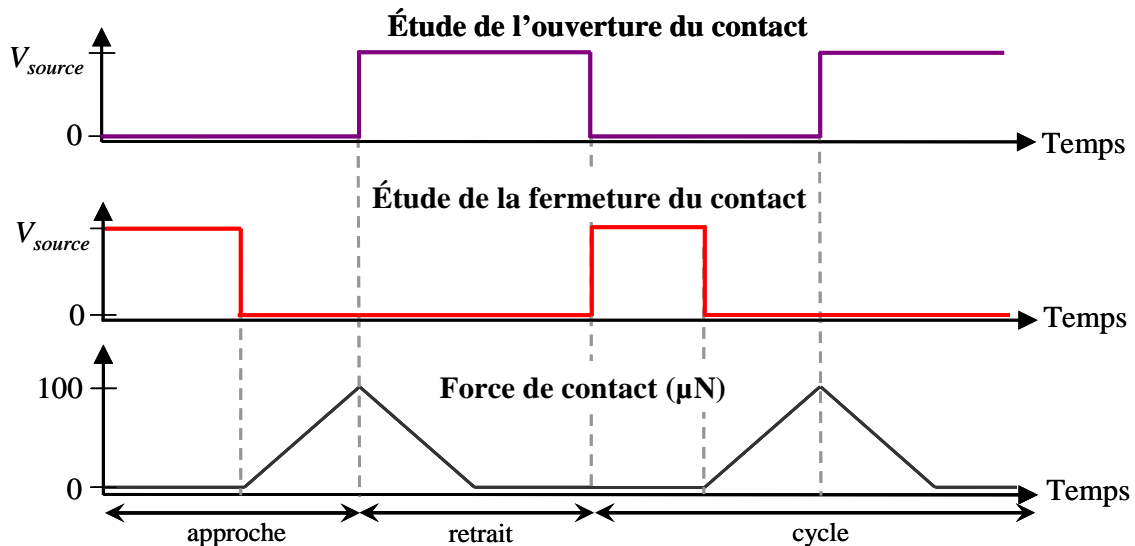 Étude de l'ouverture du contact
V_source
0
Temps
Étude de la fermeture du contact
V_source
0
Temps
100
Force de contact (µN)
0
Temps
approche
retrait
cycle